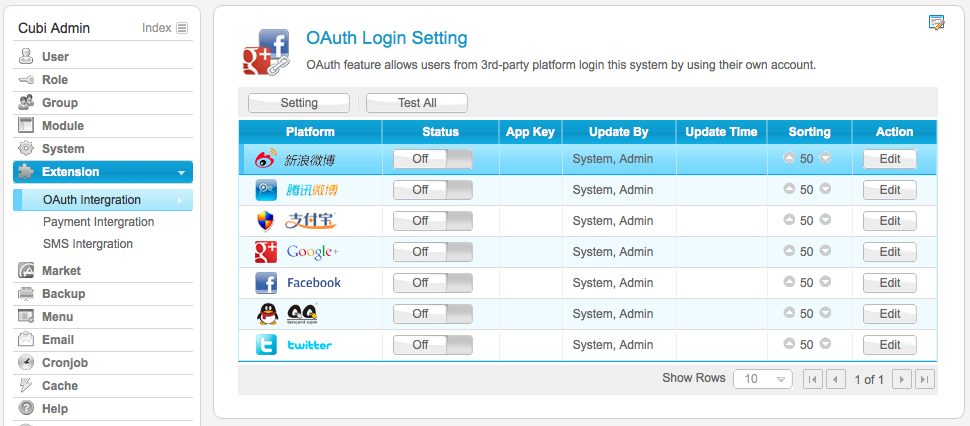 Cubi Admin
Index
User
Role
Group
Module
System
Extension
OAuth Intergration
Payment Intergration
SMS Intergration
Market
Backup
Menu
Email
Cronjob
Cache
Help
OAuth Login Setting
OAuth feature allows users from 3rd-party platform login this system by using their own account.
Setting
Test All
Platform Status App Key Update By Update Time Sorting Action
新浪微博 Off System, Admin 50 Edit
腾讯微博 Off System, Admin 50 Edit
支付宝 Off System, Admin 50 Edit
g+ Google+ Off System, Admin 50 Edit
f Facebook Off System, Admin 50 Edit
QQ tencent.com Off System, Admin 50 Edit
t twitter Off System, Admin 50 Edit
Show Rows 10 1 of 1